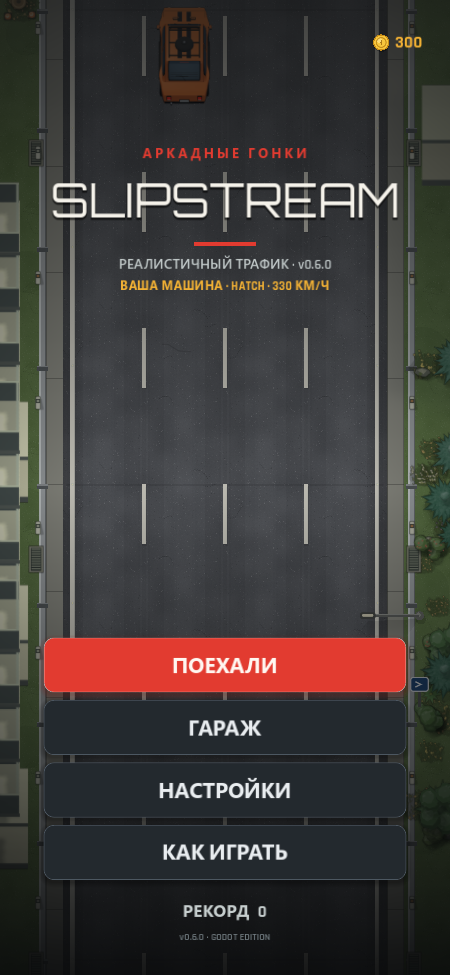 300
АРКАДНЫЕ ГОНКИ
SLIPSTREAM
РЕАЛИСТИЧНЫЙ ТРАФИК · v0.6.0
ВАША МАШИНА · HATCH · 330 КМ/Ч
ПОЕХАЛИ
ГАРАЖ
НАСТРОЙКИ
КАК ИГРАТЬ
РЕКОРД 0
v0.6.0 · GODOT EDITION